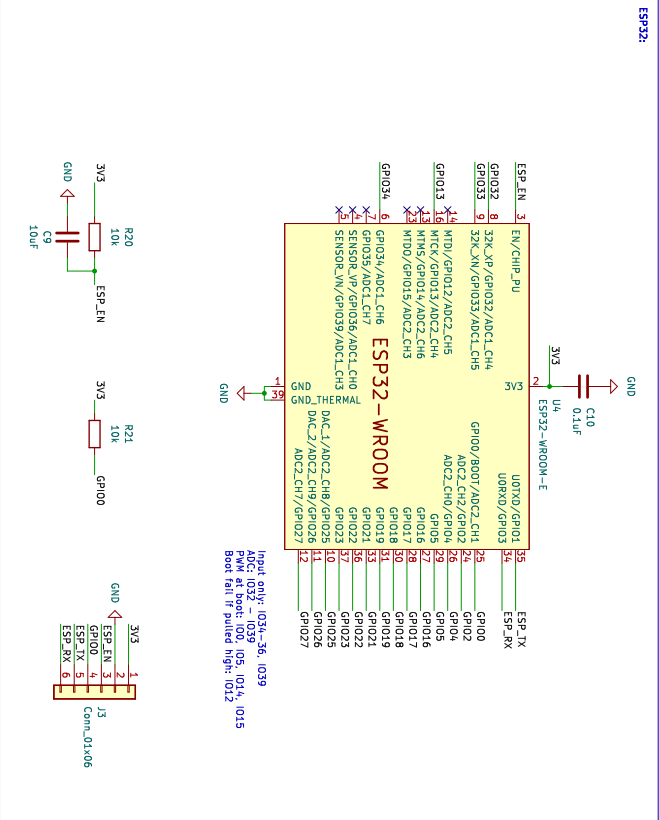 ESP32:
GND
C10
0.1uF
3V3
U4
ESP32-WROOM-E
ESP_EN
3
EN/CHIP_PU
GPIO32
8
32K_XP/GPIO32/ADC1_CH4
GPIO33
9
32K_XN/GPIO33/ADC1_CH5
14
MTDI/GPIO12/ADC2_CH5
GPIO13
16
MTCK/GPIO13/ADC2_CH4
13
MTMS/GPIO14/ADC2_CH6
23
MTDO/GPIO15/ADC2_CH3
GPIO34
6
GPIO34/ADC1_CH6
7
GPIO35/ADC1_CH7
4
SENSOR_VP/GPIO36/ADC1_CH0
5
SENSOR_VN/GPIO39/ADC1_CH3
2
3V3
ESP32-WROOM
1
GND
39
GND_THERMAL
GND
U0TXD/GPIO1
35
ESP_TX
U0RXD/GPIO3
34
ESP_RX
GPIO0/BOOT/ADC2_CH1
25
GPIO0
ADC2_CH2/GPIO2
24
GPIO2
ADC2_CH0/GPIO4
26
GPIO4
GPIO5
29
GPIO5
GPIO16
27
GPIO16
GPIO17
28
GPIO17
GPIO18
30
GPIO18
GPIO19
31
GPIO19
GPIO21
33
GPIO21
GPIO22
36
GPIO22
GPIO23
37
GPIO23
DAC_1/ADC2_CH8/GPIO25
10
GPIO25
DAC_2/ADC2_CH9/GPIO26
11
GPIO26
ADC2_CH7/GPIO27
12
GPIO27
Input only: IO34-36, IO39
ADC: IO32 - IO39
PWM at boot: IO0, IO5, IO14, IO15
Boot fail if pulled high: IO12
3V3
R20
10k
GND
C9
10uF
ESP_EN
3V3
R21
10k
GPIO0
3V3
1
GND
2
ESP_EN
3
GPIO0
4
ESP_TX
5
ESP_RX
6
J3
Conn_01x06